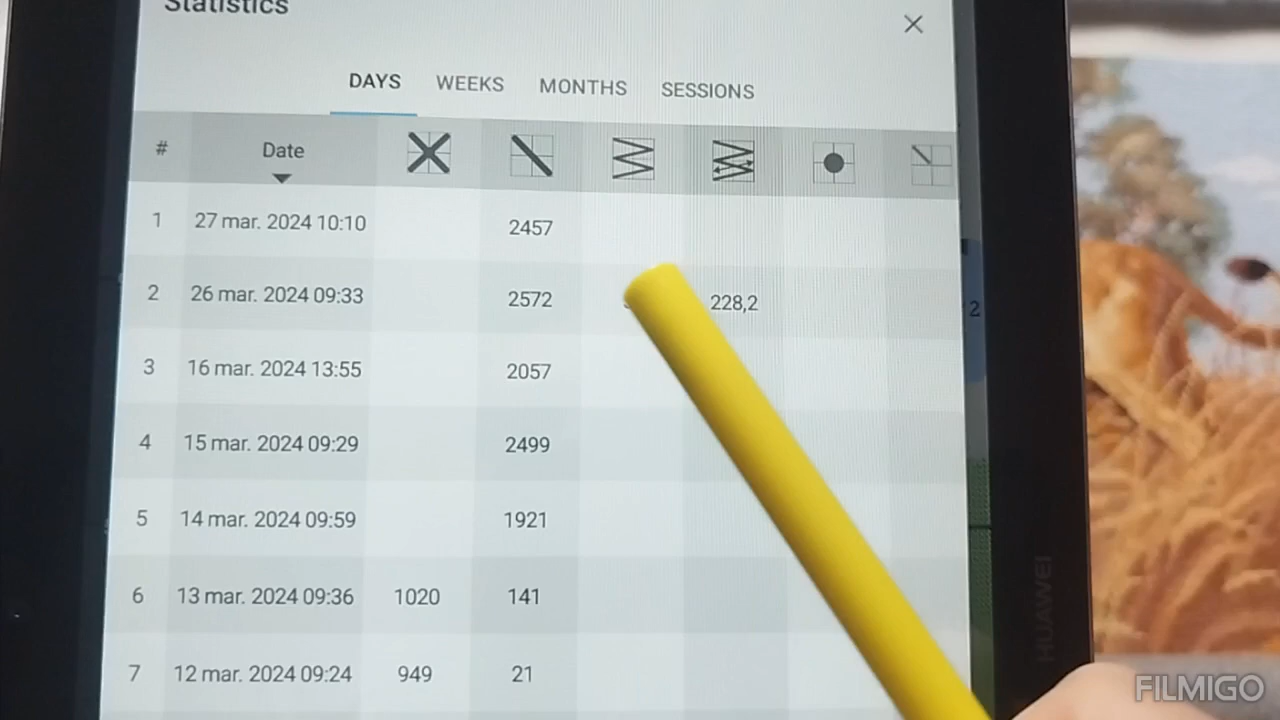 Statistics
DAYS WEEKS MONTHS SESSIONS
# Date
1 27 mar. 2024 10:10 2457
2 26 mar. 2024 09:33 2572 228,2
3 16 mar. 2024 13:55 2057
4 15 mar. 2024 09:29 2499
5 14 mar. 2024 09:59 1921
6 13 mar. 2024 09:36 1020 141
7 12 mar. 2024 09:24 949 21
HUAWEI
FILMIGO